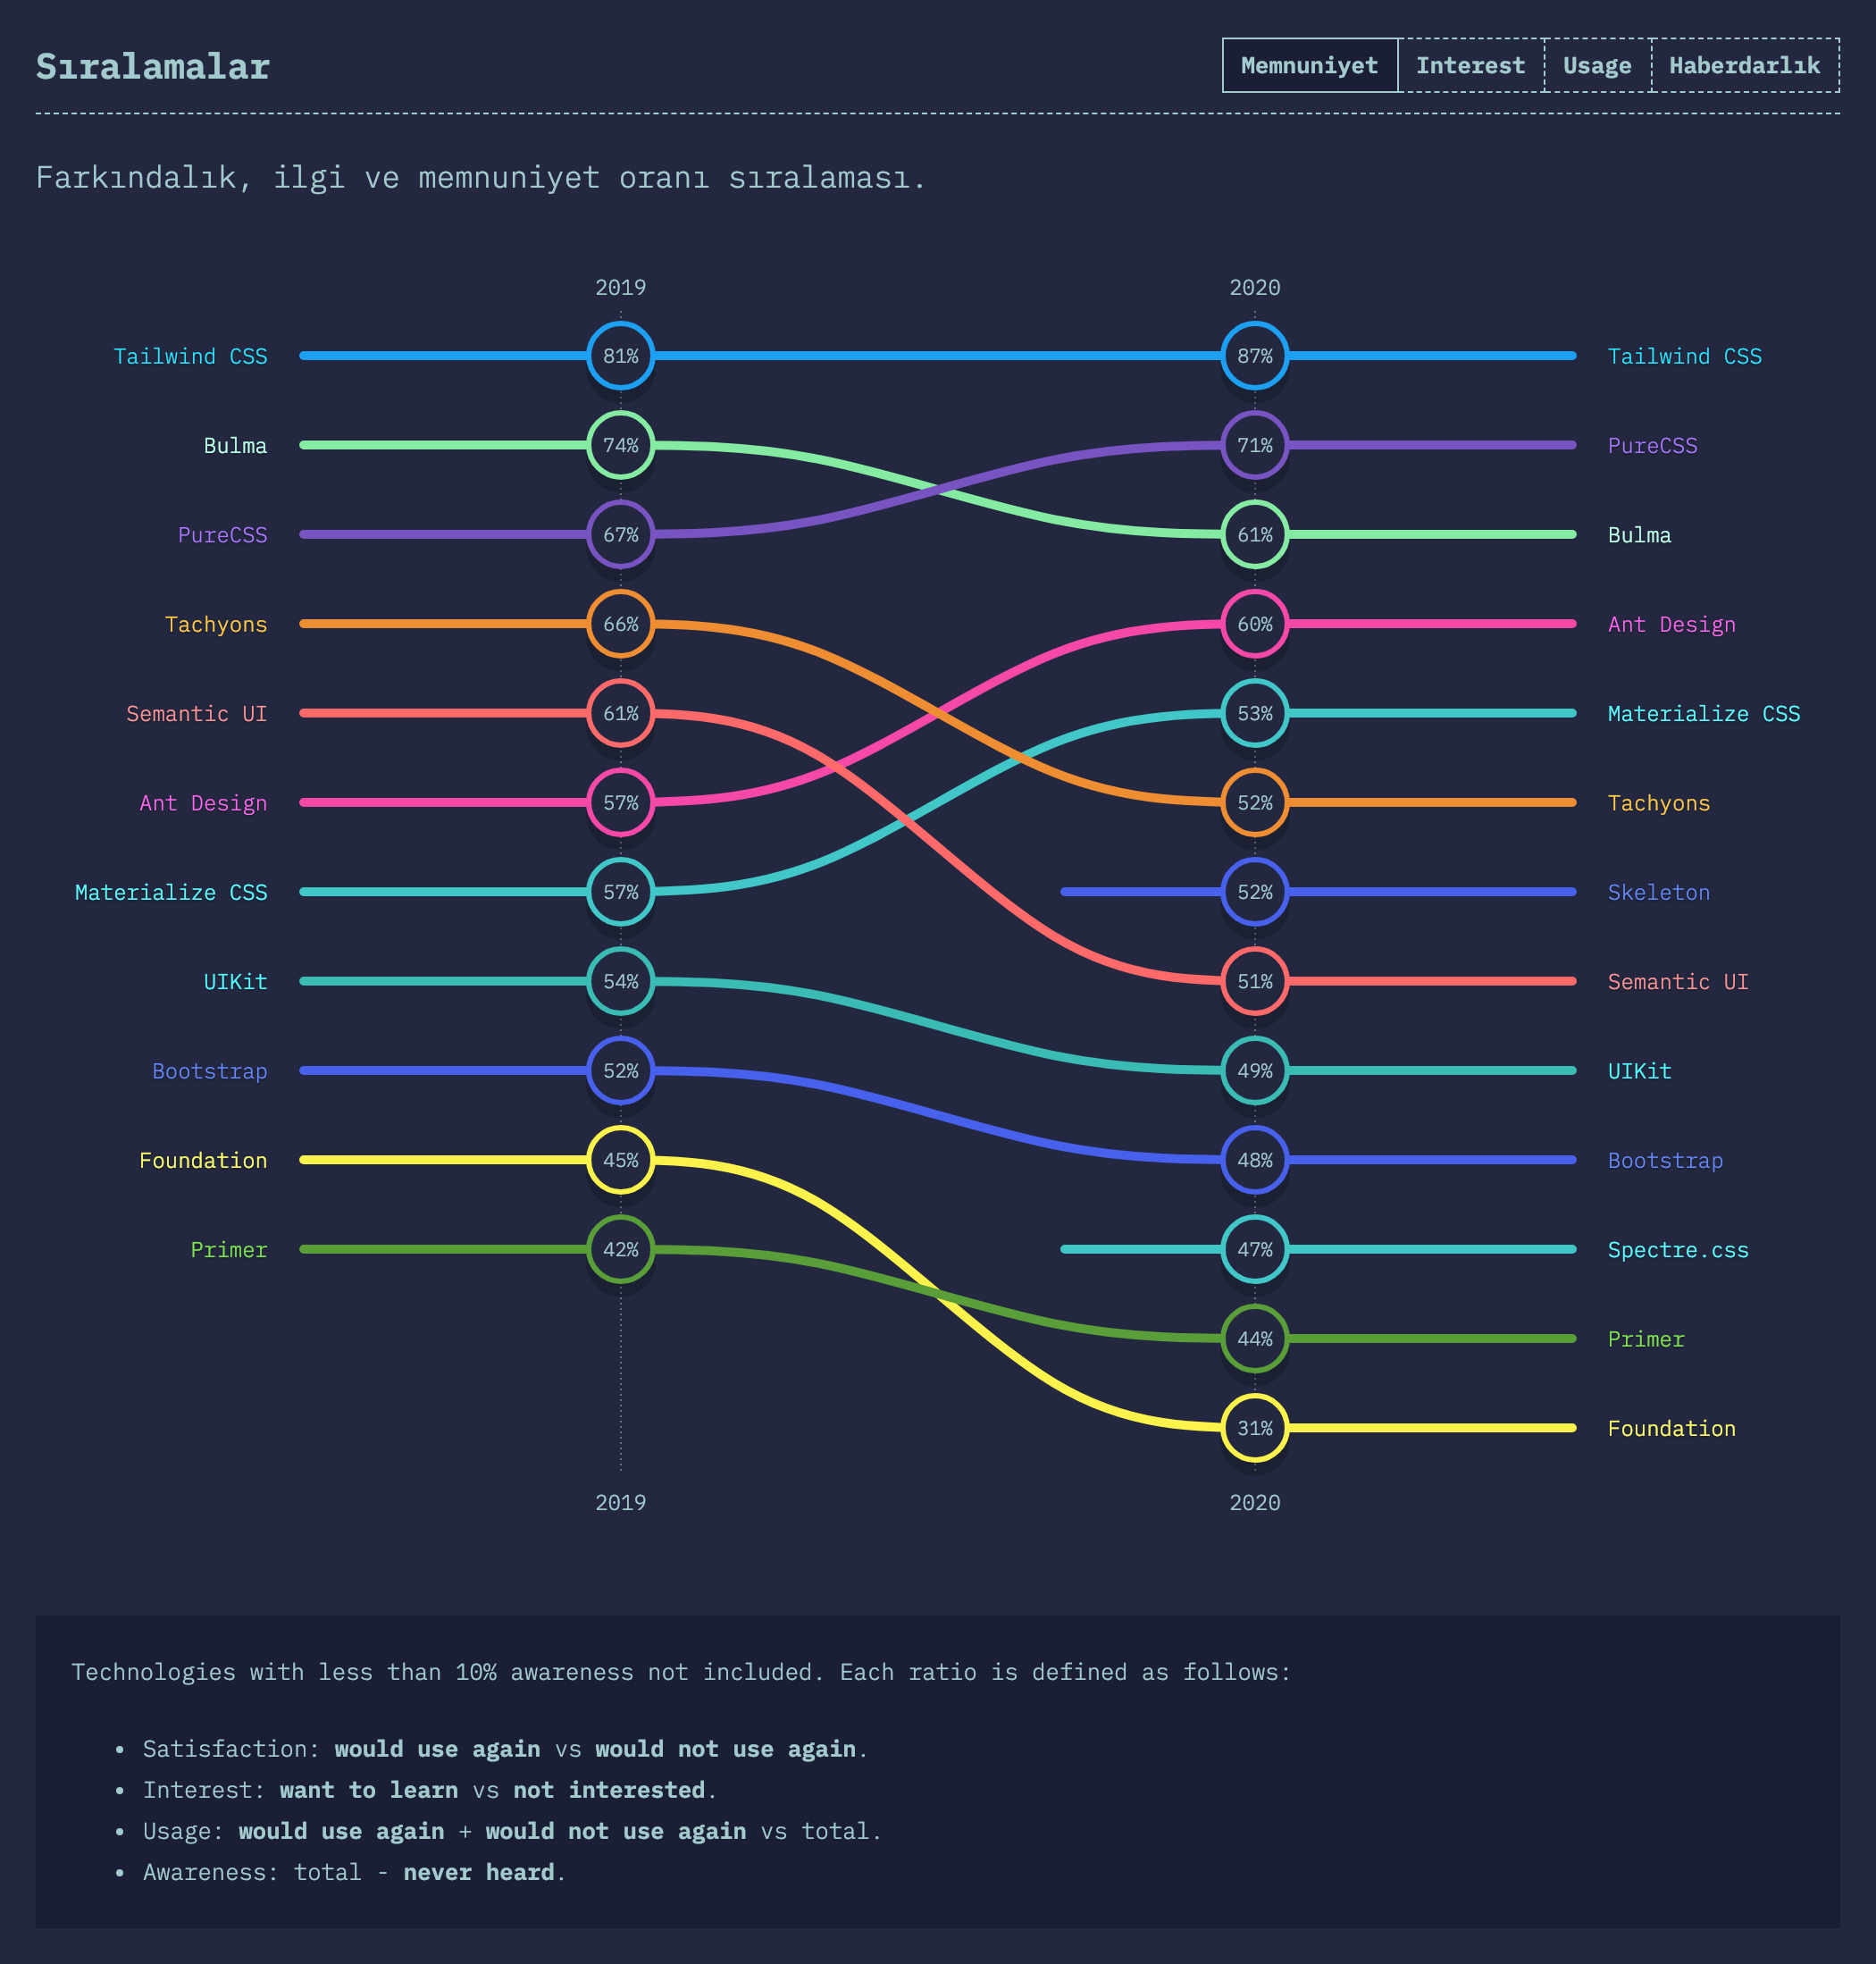 Sıralamalar
Memnuniyet Interest Usage Haberdarlık
Farkındalık, ilgi ve memnuniyet oranı sıralaması.
2019 2020
Tailwind CSS 81% 87% Tailwind CSS
Bulma 74% 71% PureCSS
PureCSS 67% 61% Bulma
Tachyons 66% 60% Ant Design
Semantic UI 61% 53% Materialize CSS
Ant Design 57% 52% Tachyons
Materialize CSS 57% 52% Skeleton
UIKit 54% 51% Semantic UI
Bootstrap 52% 49% UIKit
Foundation 45% 48% Bootstrap
Primer 42% 47% Spectre.css
44% Primer
31% Foundation
2019 2020
Technologies with less than 10% awareness not included. Each ratio is defined as follows:
• Satisfaction: would use again vs would not use again.
• Interest: want to learn vs not interested.
• Usage: would use again + would not use again vs total.
• Awareness: total - never heard.